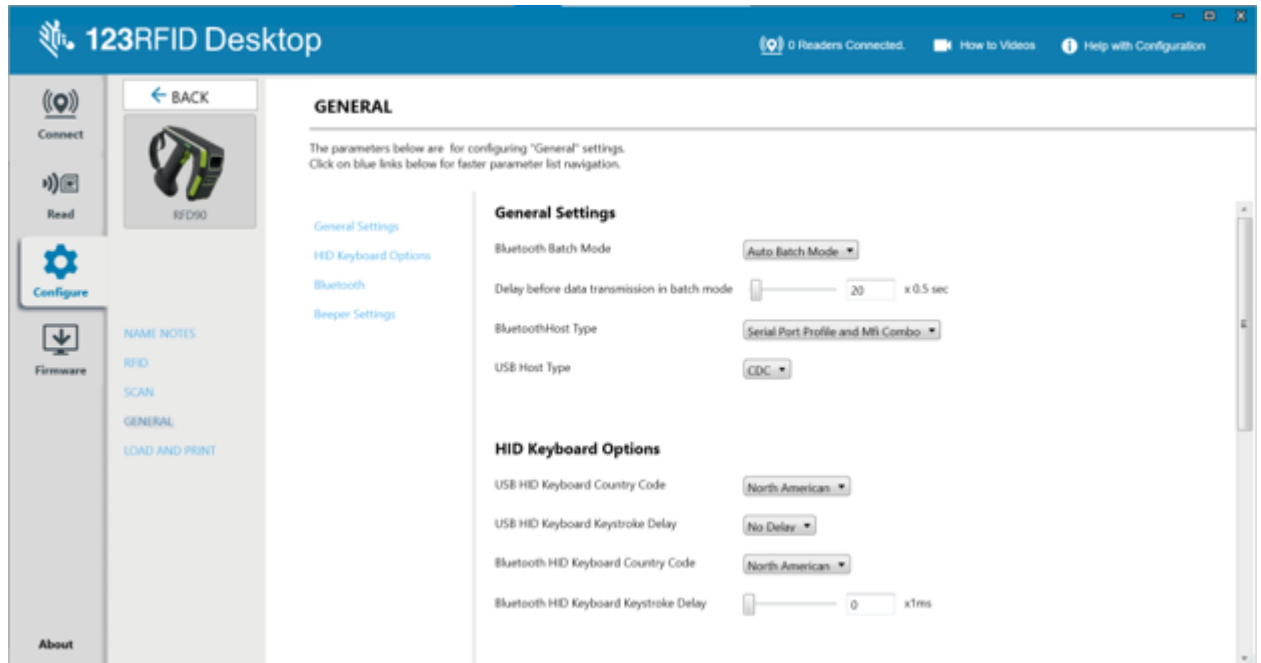 123RFID Desktop
0 Readers Connected.
How to Videos
Help with Configuration
Connect
Read
Configure
Firmware
About
BACK
RFD90
NAME NOTES
RFID
SCAN
GENERAL
LOAD AND PRINT
GENERAL
The parameters below are for configuring "General" settings.
Click on blue links below for faster parameter list navigation.
General Settings
HID Keyboard Options
Bluetooth
Beeper Settings
General Settings
Bluetooth Batch Mode Auto Batch Mode
Delay before data transmission in batch mode 20 x 0.5 sec
BluetoothHost Type Serial Port Profile and Mfi Combo
USB Host Type CDC
HID Keyboard Options
USB HID Keyboard Country Code North American
USB HID Keyboard Keystroke Delay No Delay
Bluetooth HID Keyboard Country Code North American
Bluetooth HID Keyboard Keystroke Delay 0 x1ms